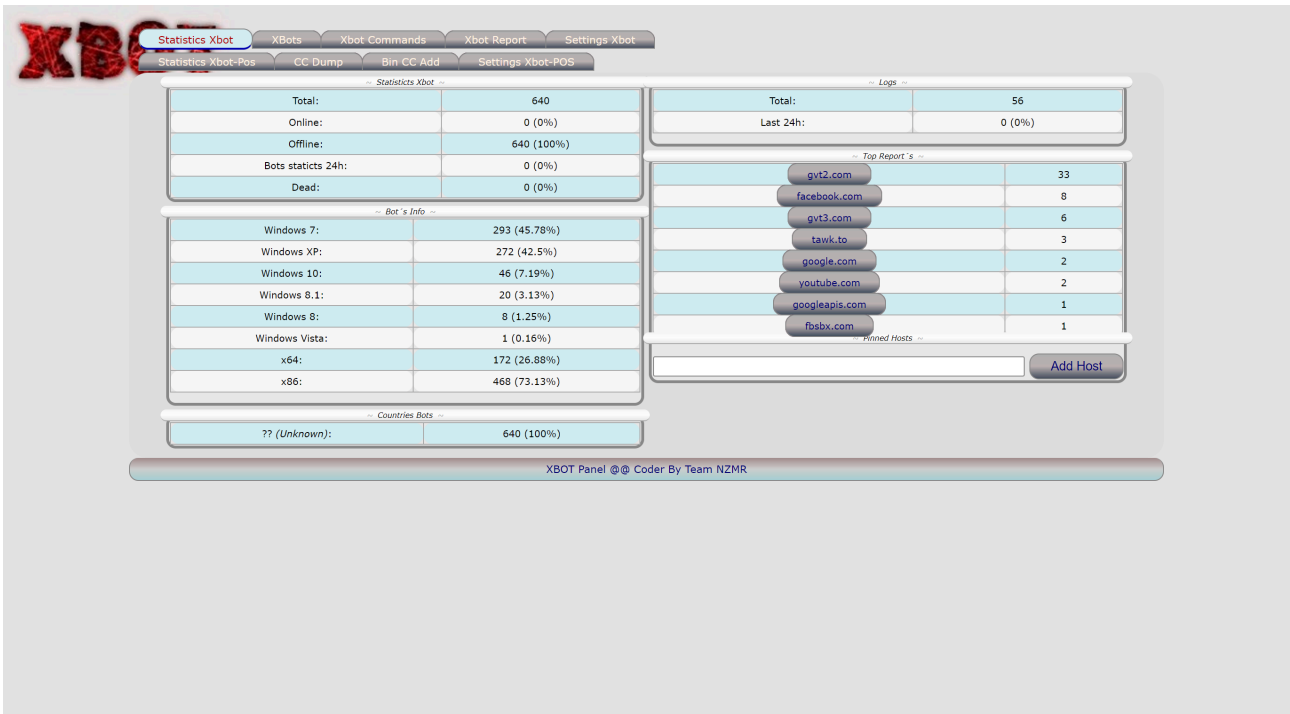 XBOT
Statistics Xbot XBots Xbot Commands Xbot Report Settings Xbot
Statistics Xbot-Pos CC Dump Bin CC Add Settings Xbot-POS
~ Statisticts Xbot ~
Total: 640
Online: 0 (0%)
Offline: 640 (100%)
Bots staticts 24h: 0 (0%)
Dead: 0 (0%)
~ Bot´s Info ~
Windows 7: 293 (45.78%)
Windows XP: 272 (42.5%)
Windows 10: 46 (7.19%)
Windows 8.1: 20 (3.13%)
Windows 8: 8 (1.25%)
Windows Vista: 1 (0.16%)
x64: 172 (26.88%)
x86: 468 (73.13%)
~ Countries Bots ~
?? (Unknown): 640 (100%)
~ Logs ~
Total: 56
Last 24h: 0 (0%)
~ Top Report´s ~
gvt2.com 33
facebook.com 8
gvt3.com 6
tawk.to 3
google.com 2
youtube.com 2
googleapis.com 1
fbsbx.com 1
~ Pinned Hosts ~
Add Host
XBOT Panel @@ Coder By Team NZMR